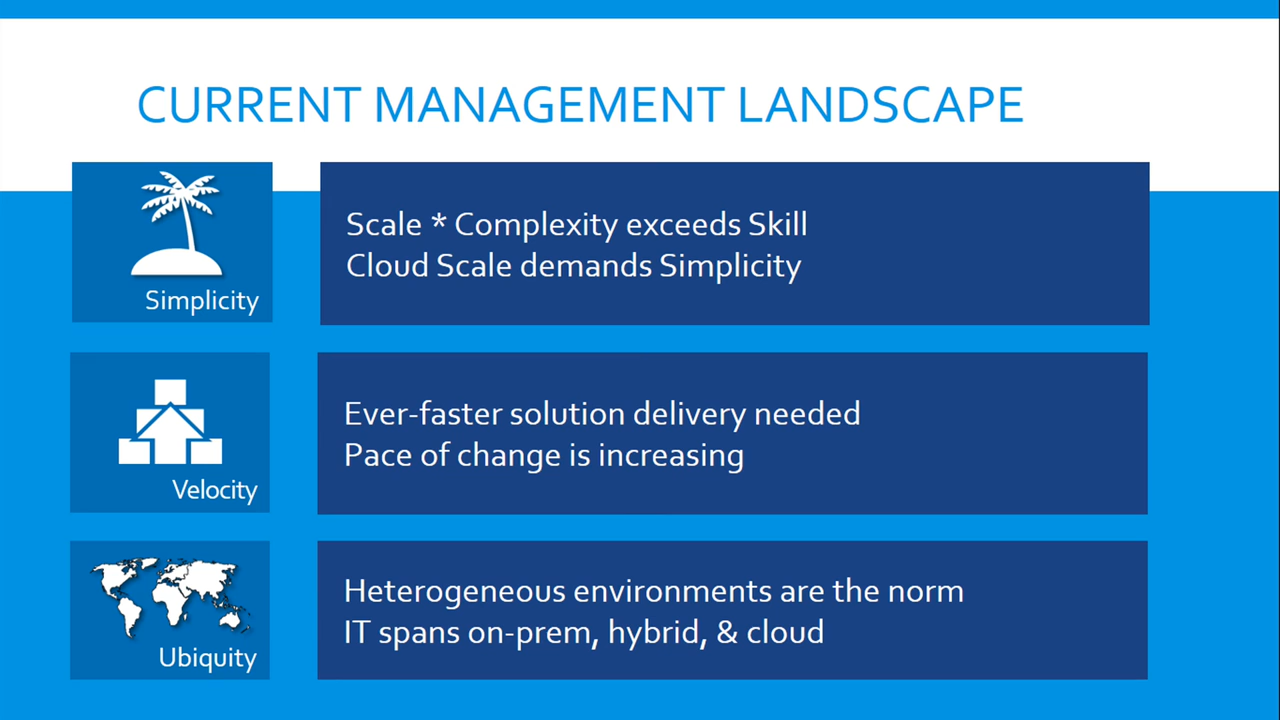 CURRENT MANAGEMENT LANDSCAPE
Simplicity
Scale * Complexity exceeds Skill
Cloud Scale demands Simplicity
Velocity
Ever-faster solution delivery needed
Pace of change is increasing
Ubiquity
Heterogeneous environments are the norm
IT spans on-prem, hybrid, & cloud